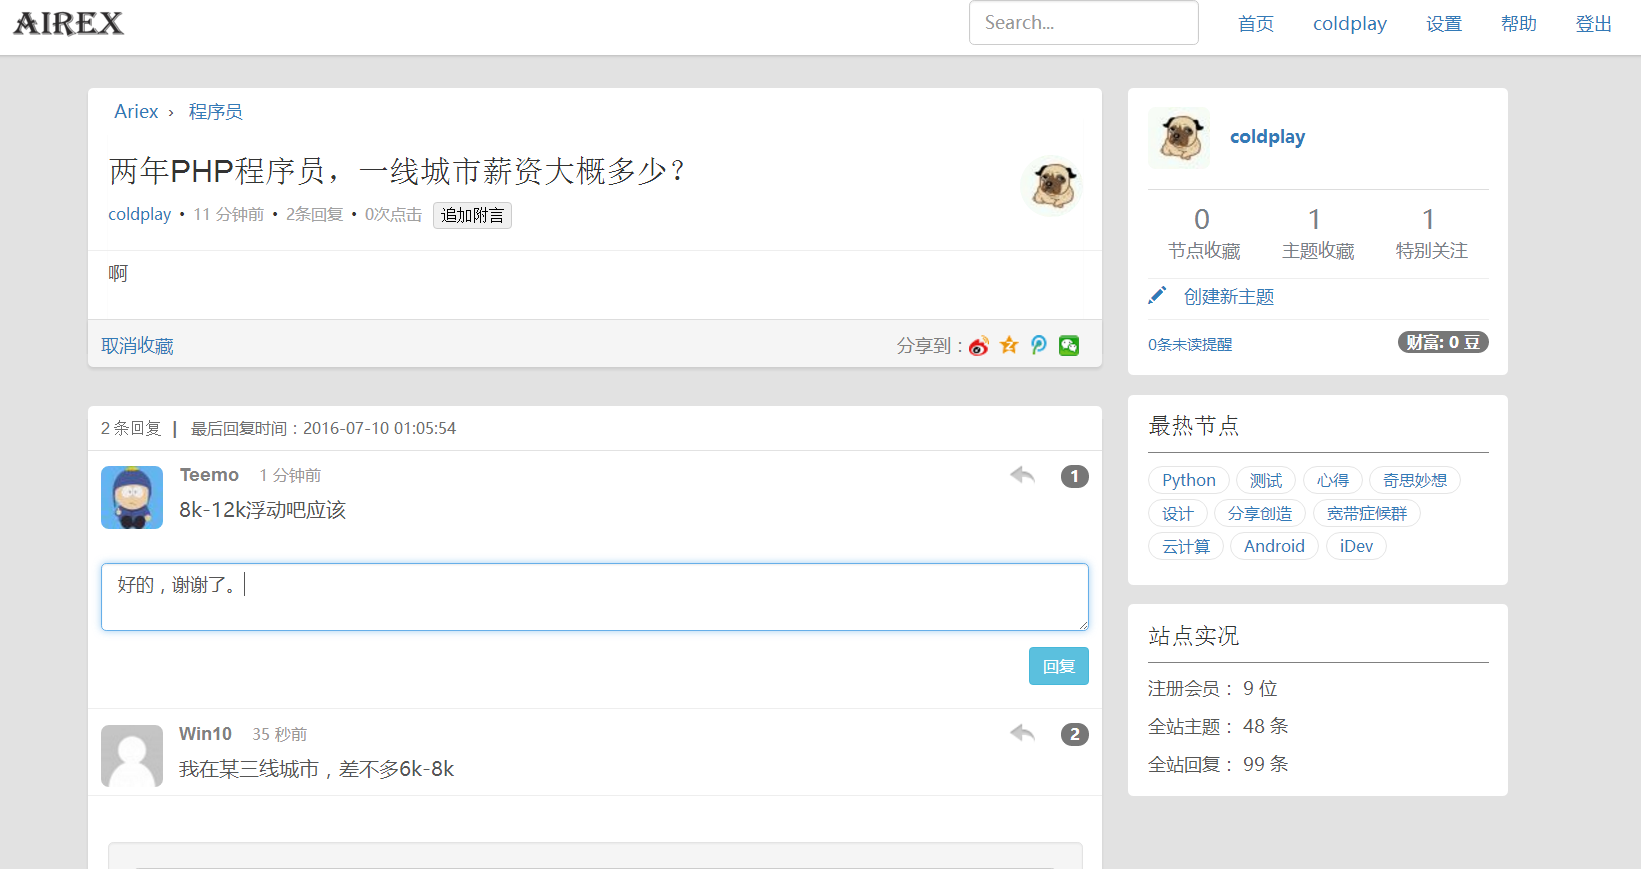 AIREX
Search...
首页 coldplay 设置 帮助 登出
Ariex › 程序员
两年PHP程序员，一线城市薪资大概多少？
coldplay • 11 分钟前 • 2条回复 • 0次点击 追加附言
啊
取消收藏
分享到：
2 条回复 | 最后回复时间：2016-07-10 01:05:54
Teemo 1 分钟前
1
8k-12k浮动吧应该
好的，谢谢了。
回复
Win10 35 秒前
2
我在某三线城市，差不多6k-8k
coldplay
0 1 1
节点收藏 主题收藏 特别关注
创建新主题
0条未读提醒 财富: 0 豆
最热节点
Python 测试 心得 奇思妙想
设计 分享创造 宽带症候群
云计算 Android iDev
站点实况
注册会员： 9 位
全站主题： 48 条
全站回复： 99 条